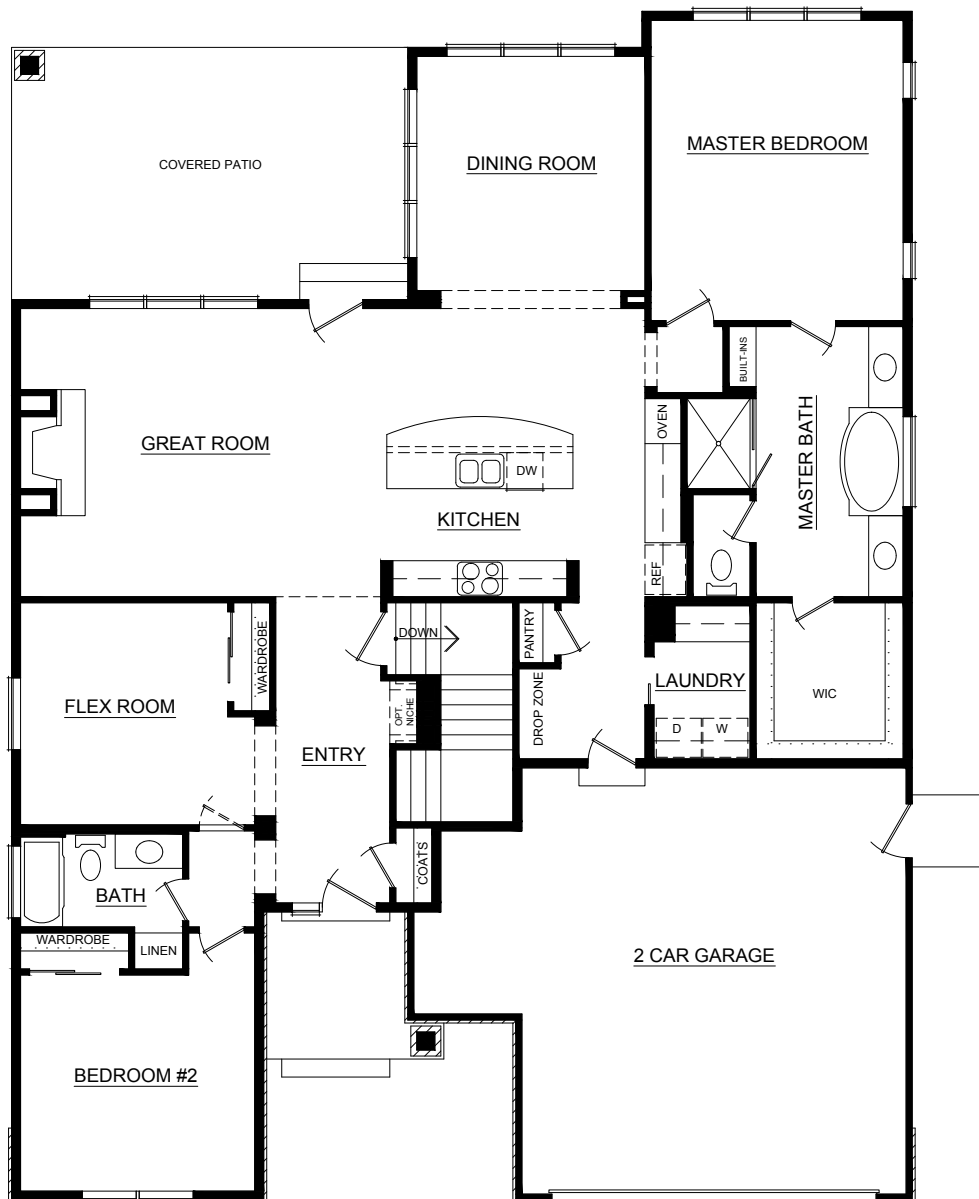 COVERED PATIO
DINING ROOM
MASTER BEDROOM
BUILT-INS
OVEN
GREAT ROOM
DW
MASTER BATH
KITCHEN
REF
DOWN
PANTRY
WARDROBE
LAUNDRY
WIC
FLEX ROOM
OPT.
NICHE
DROP ZONE
D
W
ENTRY
COATS
BATH
WARDROBE
LINEN
2 CAR GARAGE
BEDROOM #2